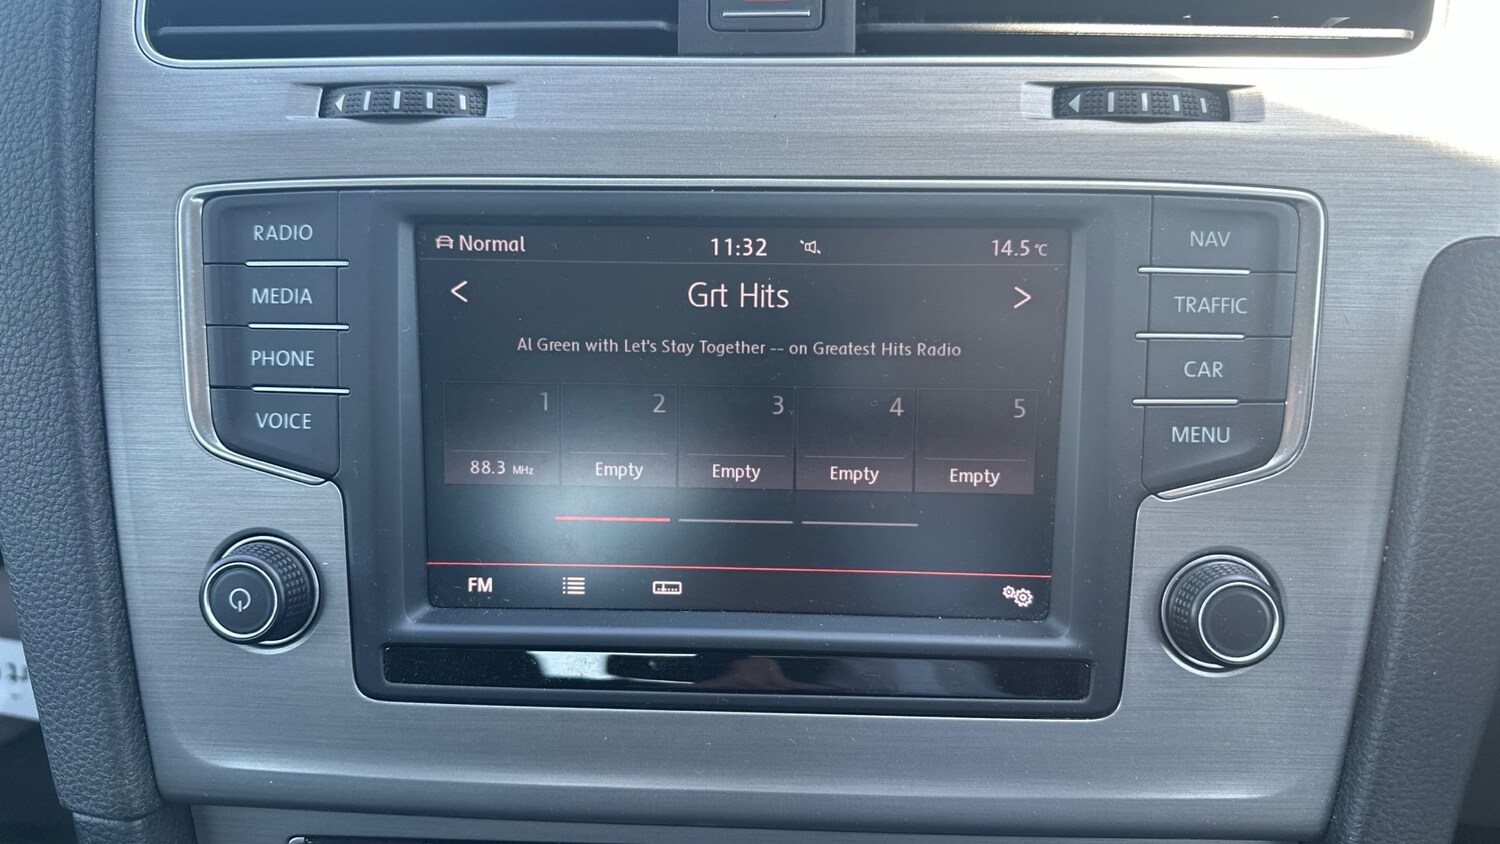 RADIO
MEDIA
PHONE
VOICE
Normal 11:32 14.5 °C
< Grt Hits >
Al Green with Let's Stay Together -- on Greatest Hits Radio
1 2 3 4 5
88.3 MHz Empty Empty Empty Empty
FM
NAV
TRAFFIC
CAR
MENU